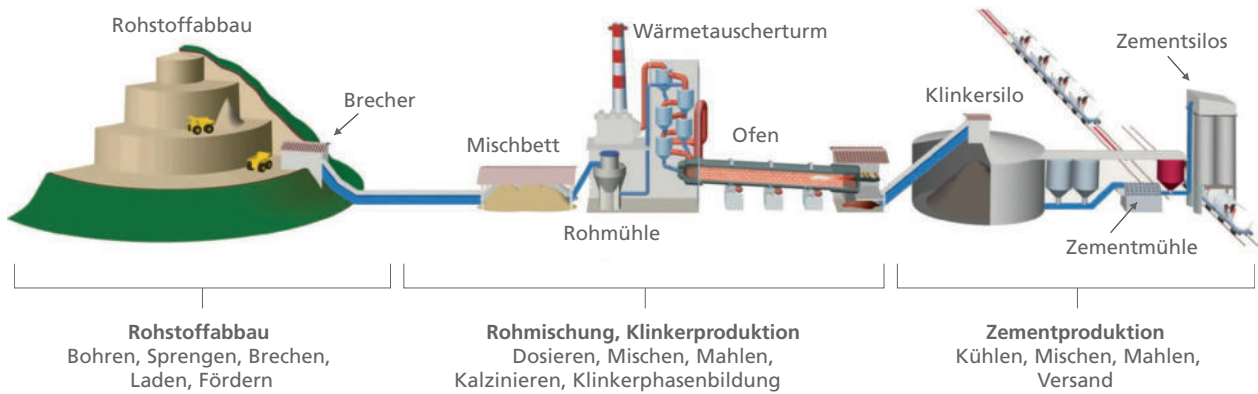 Rohstoffabbau
Brecher
Mischbett
Rohmühle
Wärmetauscherturm
Ofen
Klinkersilo
Zementsilos
Zementmühle
Rohstoffabbau
Bohren, Sprengen, Brechen,
Laden, Fördern
Rohmischung, Klinkerproduktion
Dosieren, Mischen, Mahlen,
Kalzinieren, Klinkerphasenbildung
Zementproduktion
Kühlen, Mischen, Mahlen,
Versand